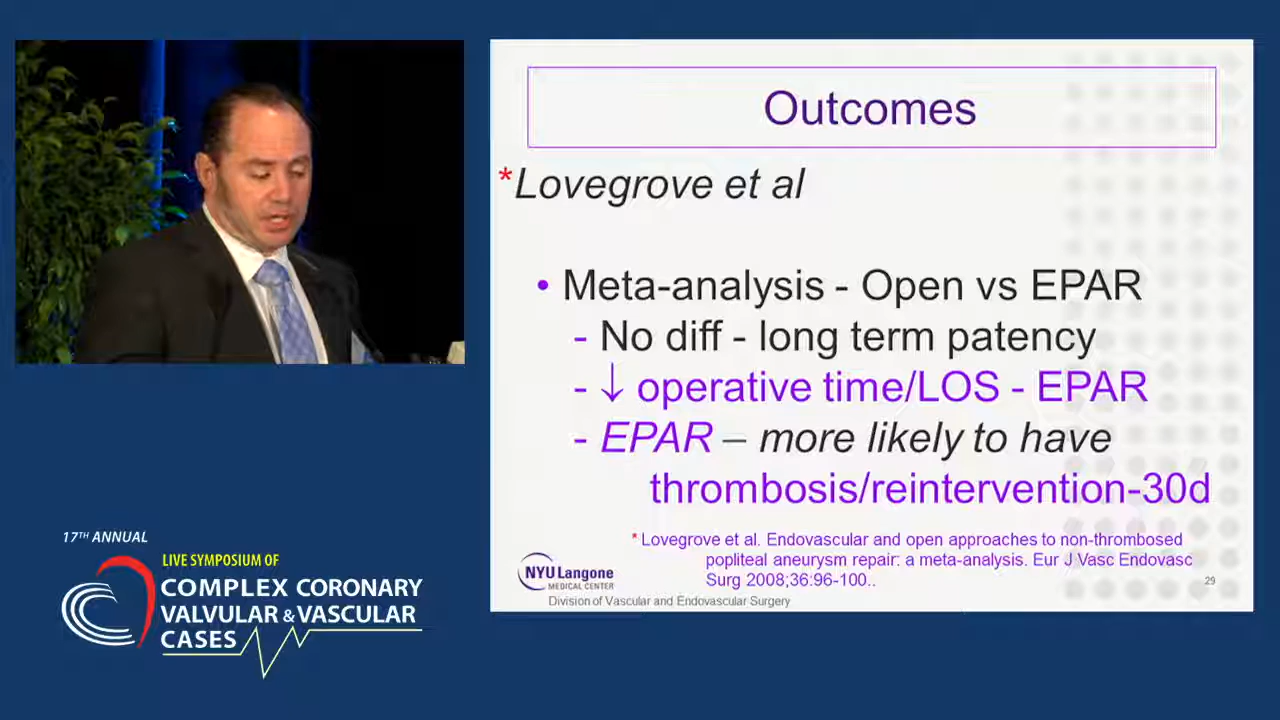 Outcomes
*Lovegrove et al
• Meta-analysis - Open vs EPAR
- No diff - long term patency
- ↓ operative time/LOS - EPAR
- EPAR – more likely to have
thrombosis/reintervention-30d
* Lovegrove et al. Endovascular and open approaches to non-thrombosed
popliteal aneurysm repair: a meta-analysis. Eur J Vasc Endovasc
Surg 2008;36:96-100..
NYU Langone
MEDICAL CENTER
Division of Vascular and Endovascular Surgery
29
17TH ANNUAL
LIVE SYMPOSIUM OF
COMPLEX CORONARY
VALVULAR & VASCULAR
CASES